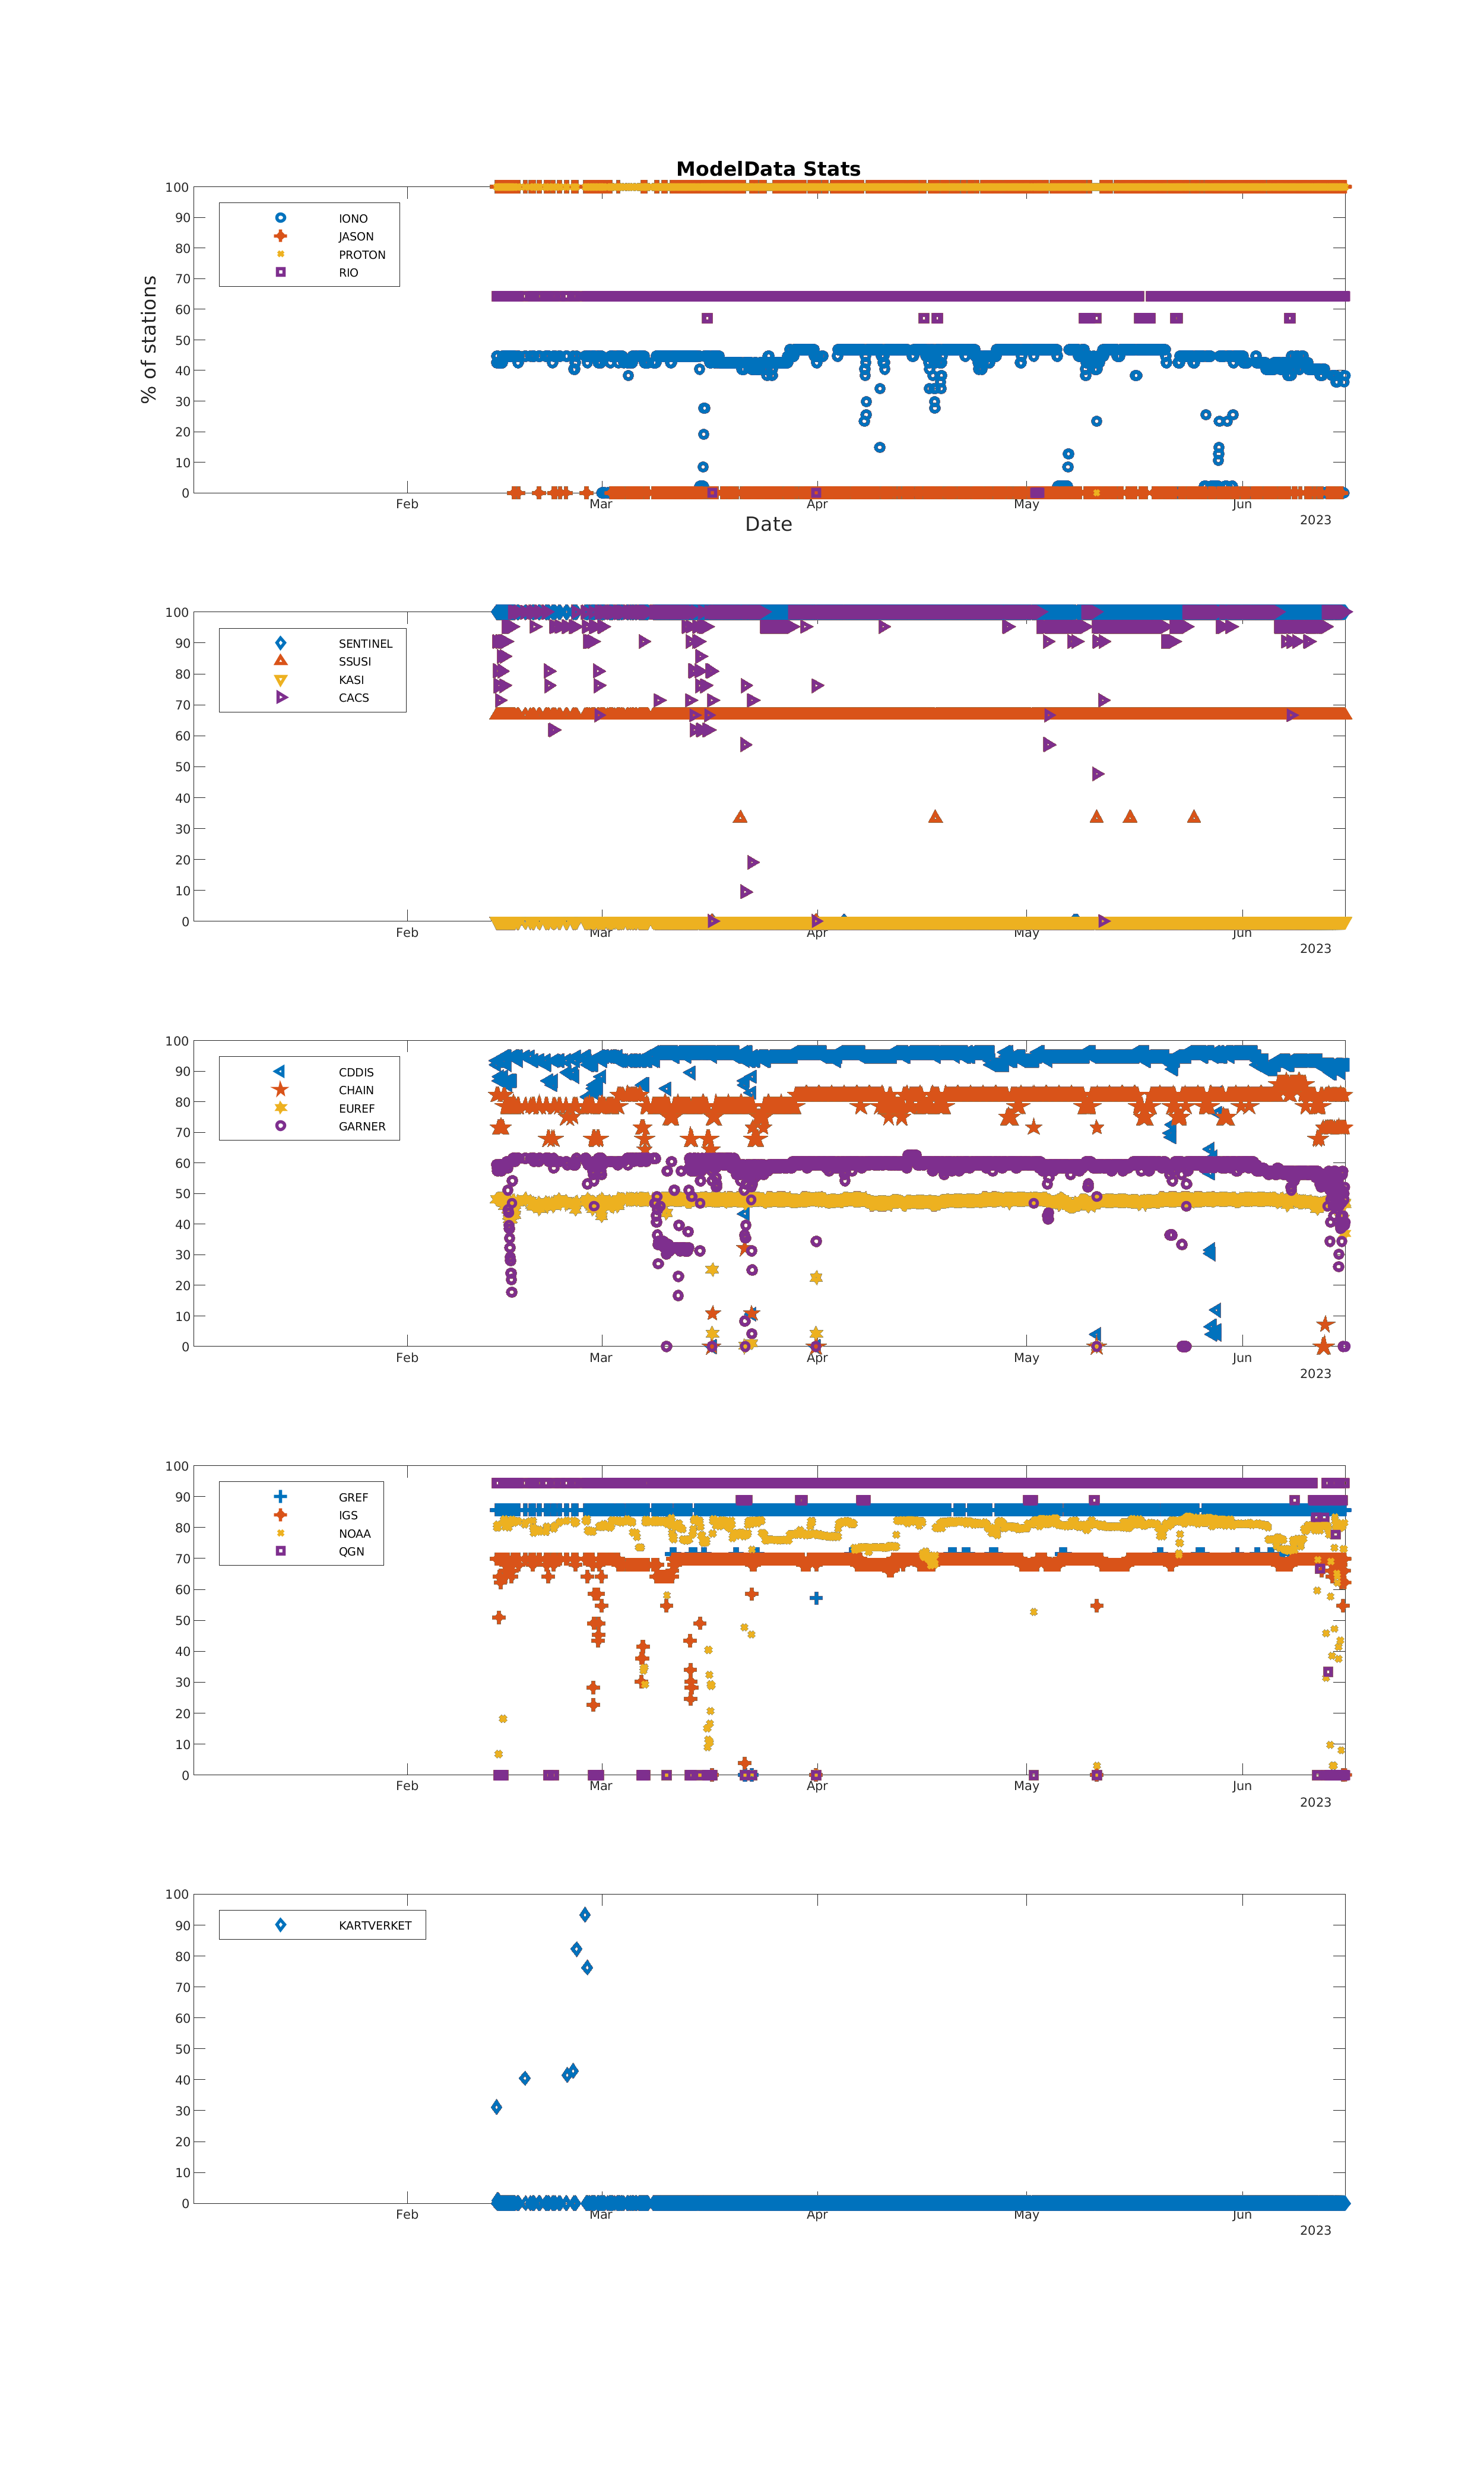 ModelData Stats
% of stations
100
90
80
70
60
50
40
30
20
10
0
IONO
JASON
PROTON
RIO
Feb
Mar
Apr
May
Jun
2023
Date
100
90
80
70
60
50
40
30
20
10
0
SENTINEL
SSUSI
KASI
CACS
Feb
Mar
Apr
May
Jun
2023
100
90
80
70
60
50
40
30
20
10
0
CDDIS
CHAIN
EUREF
GARNER
Feb
Mar
Apr
May
Jun
2023
100
90
80
70
60
50
40
30
20
10
0
GREF
IGS
NOAA
QGN
Feb
Mar
Apr
May
Jun
2023
100
90
80
70
60
50
40
30
20
10
0
KARTVERKET
Feb
Mar
Apr
May
Jun
2023